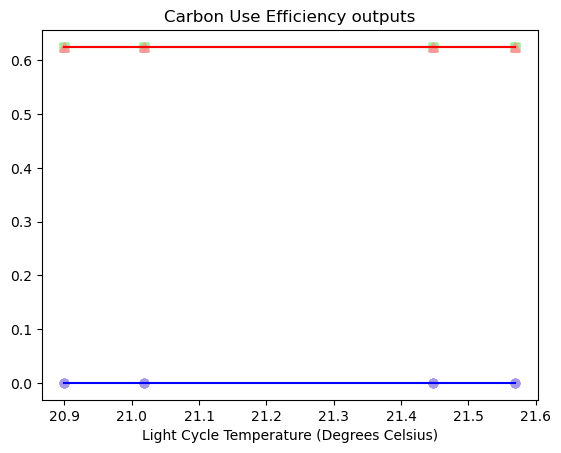 Carbon Use Efficiency outputs
0.6
0.5
0.4
0.3
0.2
0.1
0.0
20.9 21.0 21.1 21.2 21.3 21.4 21.5 21.6
Light Cycle Temperature (Degrees Celsius)